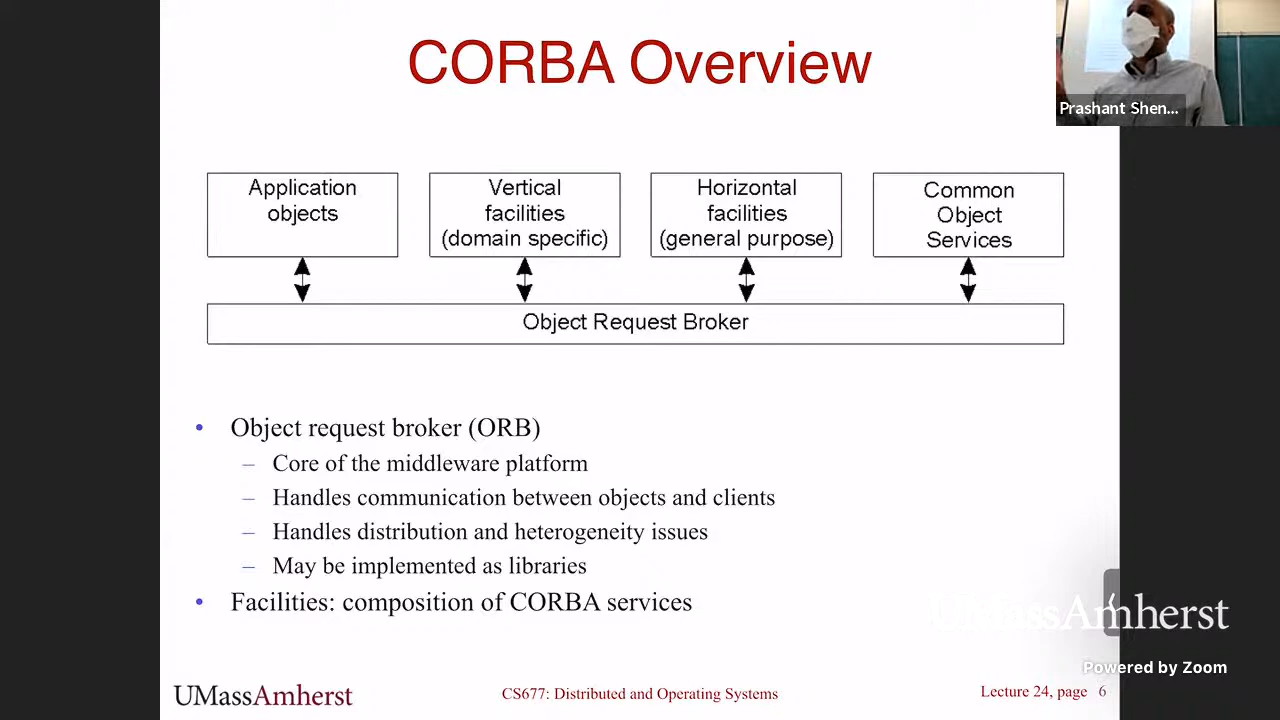 CORBA Overview
Prashant Shen...
Application
objects
Vertical
facilities
(domain specific)
Horizontal
facilities
(general purpose)
Common
Object
Services
Object Request Broker
• Object request broker (ORB)
– Core of the middleware platform
– Handles communication between objects and clients
– Handles distribution and heterogeneity issues
– May be implemented as libraries
• Facilities: composition of CORBA services
UMassAmherst
Powered by Zoom
UMassAmherst
CS677: Distributed and Operating Systems
Lecture 24, page 6